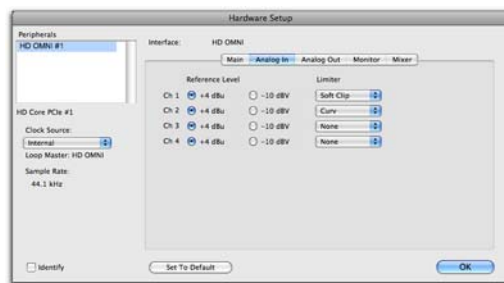 Hardware Setup
Peripherals
HD OMNI #1
HD Core PCIe #1
Clock Source:
Internal
Loop Master: HD OMNI
Sample Rate:
44.1 kHz
Identify
Interface: HD OMNI
Main Analog In Analog Out Monitor Mixer
Reference Level Limiter
Ch 1 +4 dBu -10 dBV Soft Clip
Ch 2 +4 dBu -10 dBV Curv
Ch 3 +4 dBu -10 dBV None
Ch 4 +4 dBu -10 dBV None
Set To Default OK